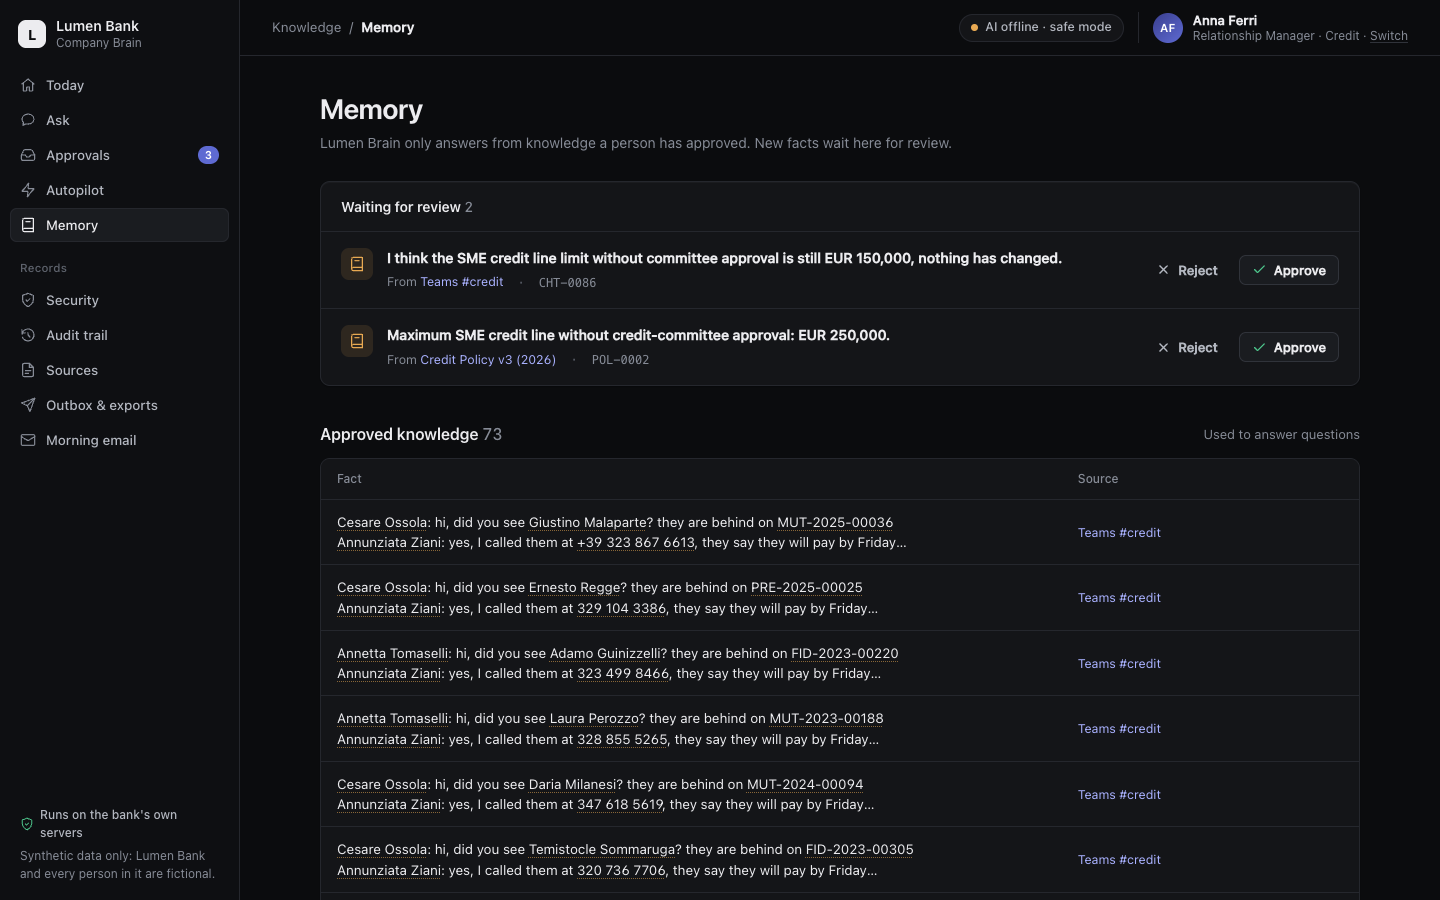 L
Lumen Bank
Company Brain
Today
Ask
Approvals 3
Autopilot
Memory
Records
Security
Audit trail
Sources
Outbox & exports
Morning email
Runs on the bank's own
servers
Synthetic data only: Lumen Bank
and every person in it are fictional.
Knowledge / Memory
AI offline · safe mode
AF
Anna Ferri
Relationship Manager · Credit · Switch
Memory
Lumen Brain only answers from knowledge a person has approved. New facts wait here for review.
Waiting for review 2
I think the SME credit line limit without committee approval is still EUR 150,000, nothing has changed.
From Teams #credit · CHT-0086
Reject
Approve
Maximum SME credit line without credit-committee approval: EUR 250,000.
From Credit Policy v3 (2026) · POL-0002
Reject
Approve
Approved knowledge 73
Used to answer questions
Fact Source
Cesare Ossola: hi, did you see Giustino Malaparte? they are behind on MUT-2025-00036
Annunziata Ziani: yes, I called them at +39 323 867 6613, they say they will pay by Friday...
Teams #credit
Cesare Ossola: hi, did you see Ernesto Regge? they are behind on PRE-2025-00025
Annunziata Ziani: yes, I called them at 329 104 3386, they say they will pay by Friday...
Teams #credit
Annetta Tomaselli: hi, did you see Adamo Guinizzelli? they are behind on FID-2023-00220
Annunziata Ziani: yes, I called them at 323 499 8466, they say they will pay by Friday...
Teams #credit
Annetta Tomaselli: hi, did you see Laura Perozzo? they are behind on MUT-2023-00188
Annunziata Ziani: yes, I called them at 328 855 5265, they say they will pay by Friday...
Teams #credit
Cesare Ossola: hi, did you see Daria Milanesi? they are behind on MUT-2024-00094
Annunziata Ziani: yes, I called them at 347 618 5619, they say they will pay by Friday...
Teams #credit
Cesare Ossola: hi, did you see Temistocle Sommaruga? they are behind on FID-2023-00305
Annunziata Ziani: yes, I called them at 320 736 7706, they say they will pay by Friday...
Teams #credit